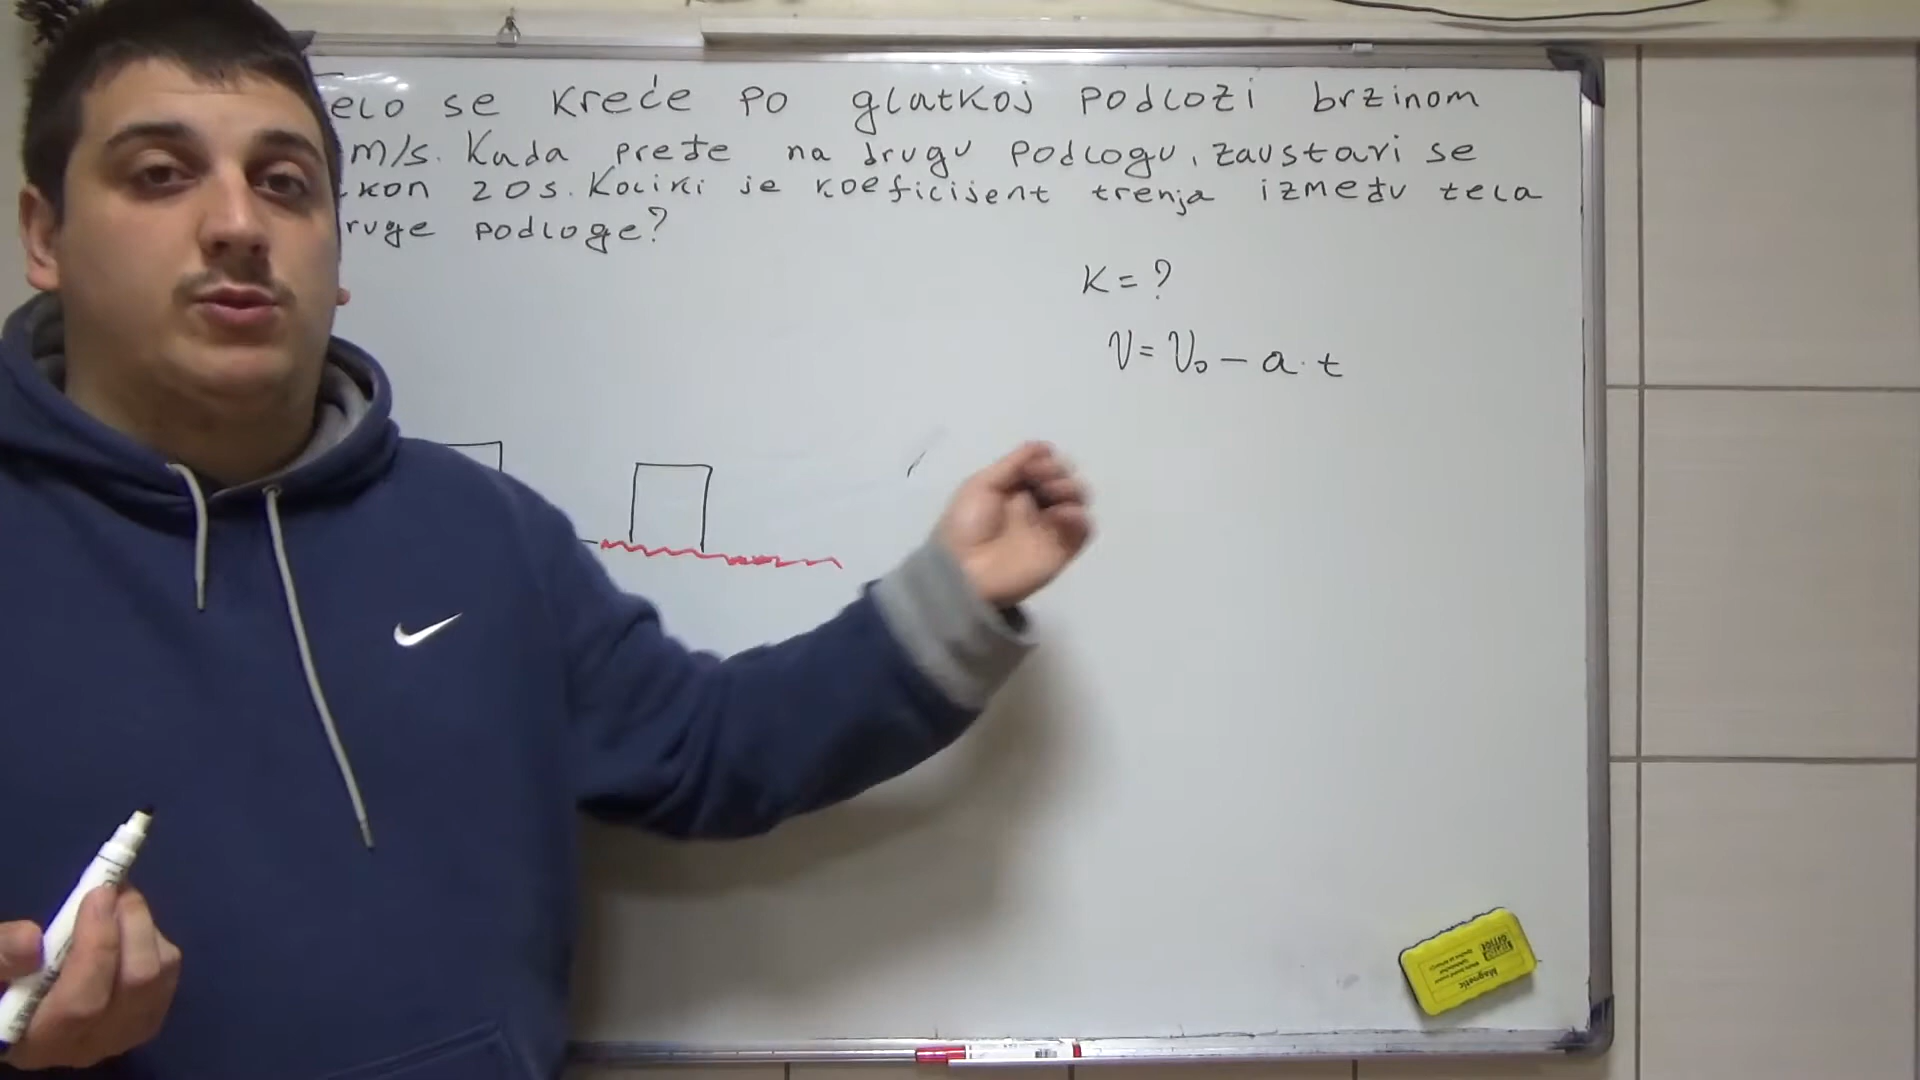 elo se kreće po glatkoj podlozi brzinom
m/s. Kada pređe na drugu podlogu, zaustavi se
kon 20s. Koliki je koeficijent trenja između tela
ruge podloge?
K = ?
V = V₀ - a · t
Magnetic